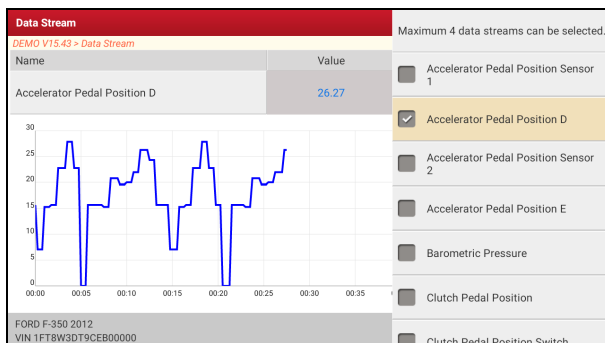 Data Stream
DEMO V15.43 > Data Stream
Name Value
Accelerator Pedal Position D 26.27
30
25
20
15
10
5
0
00:00 00:05 00:10 00:15 00:20 00:25 00:30 00:35
FORD F-350 2012
VIN 1FT8W3DT9CEB00000
Maximum 4 data streams can be selected.
Accelerator Pedal Position Sensor
1
Accelerator Pedal Position D
Accelerator Pedal Position Sensor
2
Accelerator Pedal Position E
Barometric Pressure
Clutch Pedal Position
Clutch Pedal Position Switch